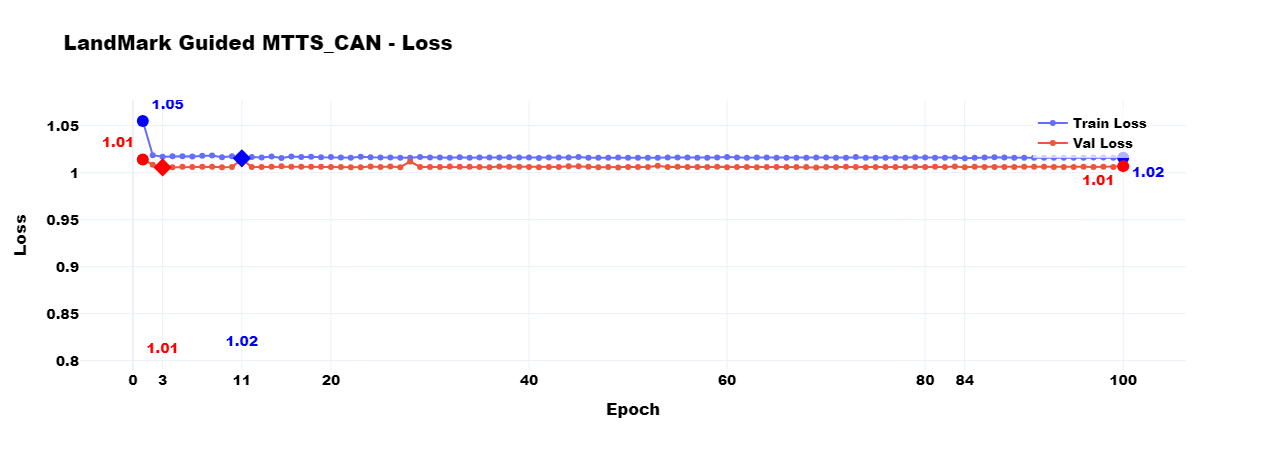 LandMark Guided MTTS_CAN - Loss
1.05
1.01
Train Loss
Val Loss
1.05
1
0.95
0.9
0.85
0.8
Loss
1.02
1.01
1.01
1.02
0 3 11 20 40 60 80 84 100
Epoch